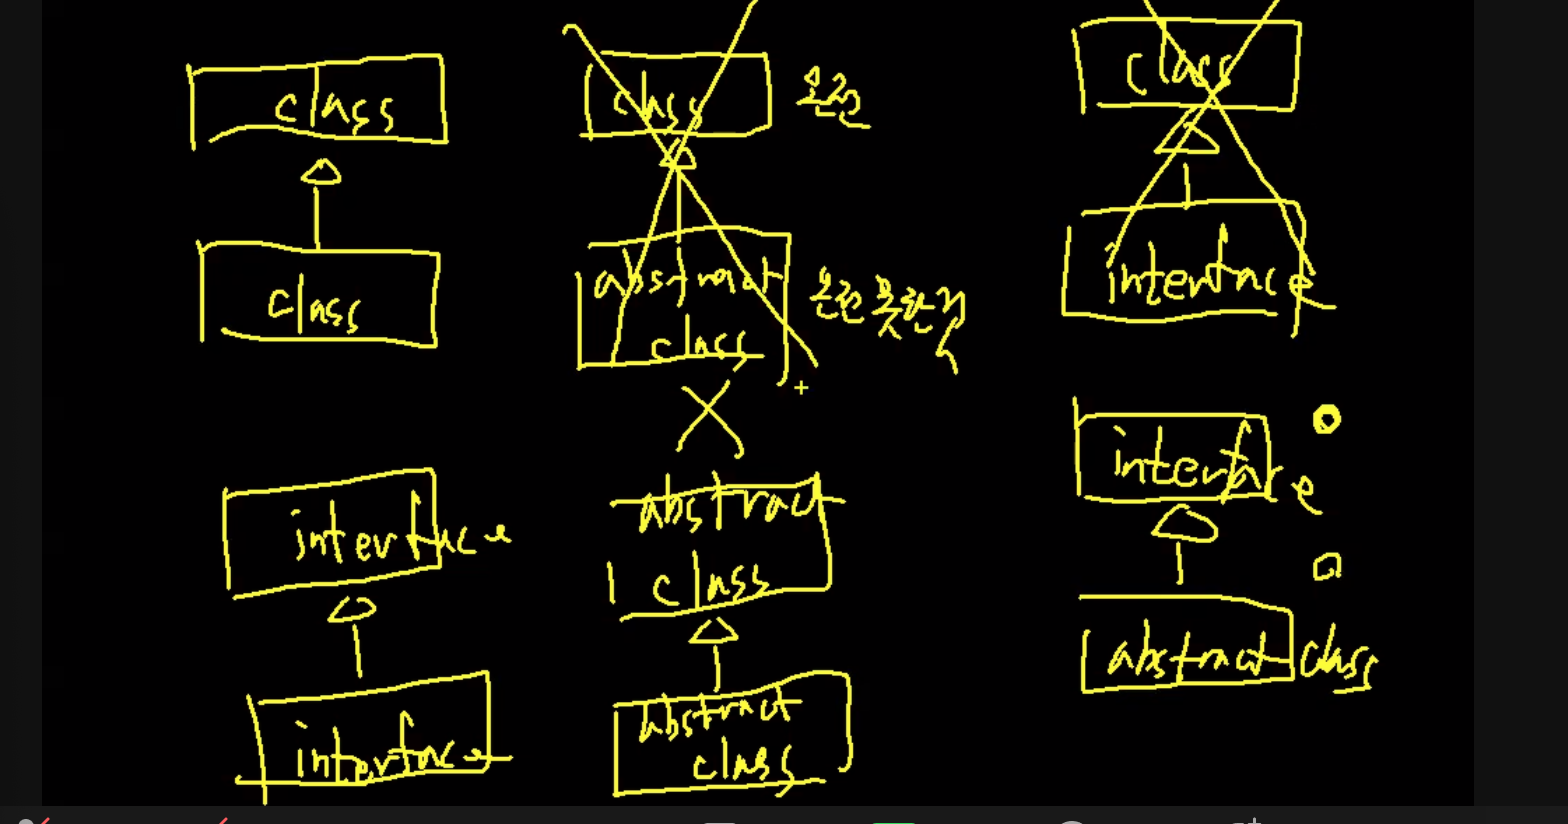 class
class
온전
class
class
abstract
class
온전 못한것
interface
interface
abstract
class
interface
interface
abstract
class
abstract class